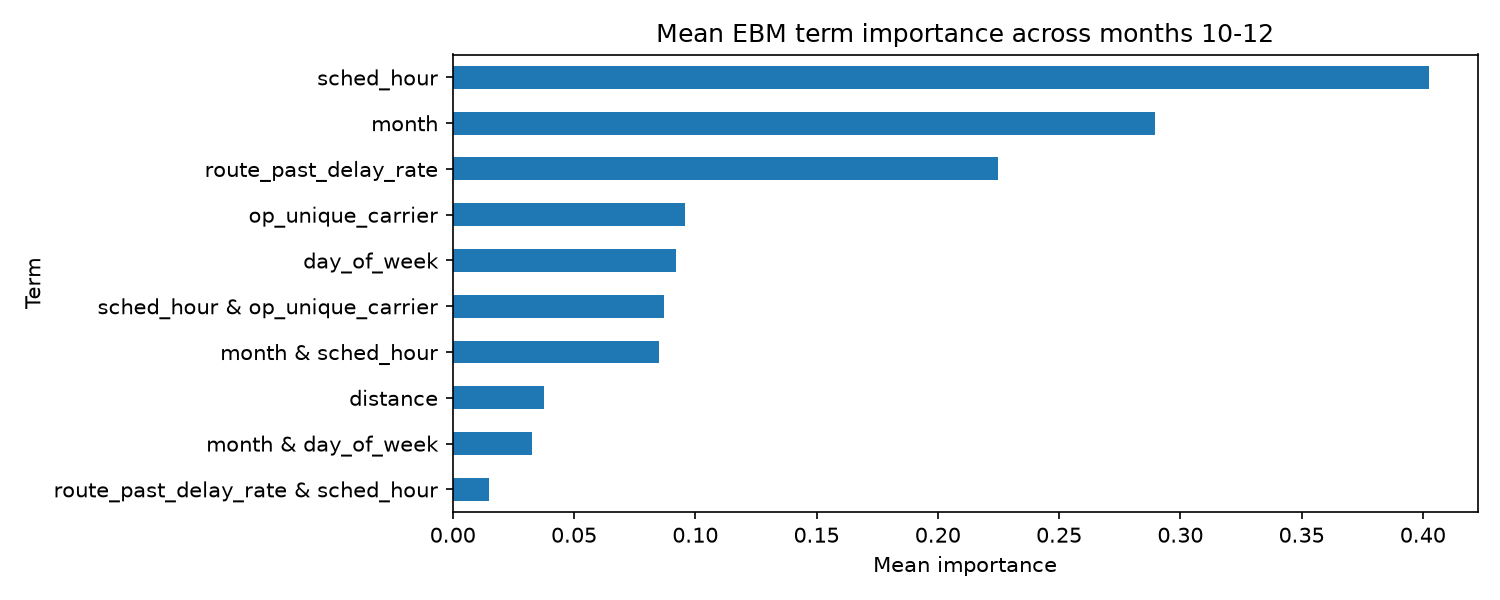 Mean EBM term importance across months 10-12
Term
sched_hour
month
route_past_delay_rate
op_unique_carrier
day_of_week
sched_hour & op_unique_carrier
month & sched_hour
distance
month & day_of_week
route_past_delay_rate & sched_hour
0.00 0.05 0.10 0.15 0.20 0.25 0.30 0.35 0.40
Mean importance